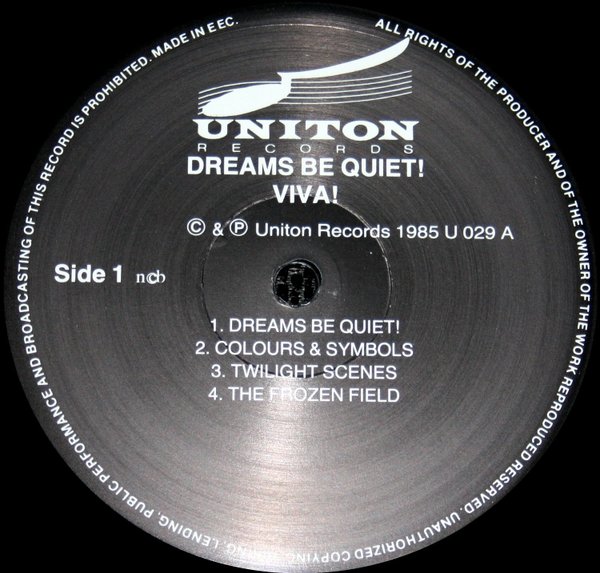 UNITON
RECORDS
DREAMS BE QUIET!
VIVA!
© & ℗ Uniton Records 1985 U 029 A
Side 1 ncb
1. DREAMS BE QUIET!
2. COLOURS & SYMBOLS
3. TWILIGHT SCENES
4. THE FROZEN FIELD
ALL RIGHTS OF THE PRODUCER AND OF THE OWNER OF THE WORK REPRODUCED RESERVED. UNAUTHORIZED COPYING, HIRING, LENDING, PUBLIC PERFORMANCE AND BROADCASTING OF THIS RECORD IS PROHIBITED. MADE IN EEC.